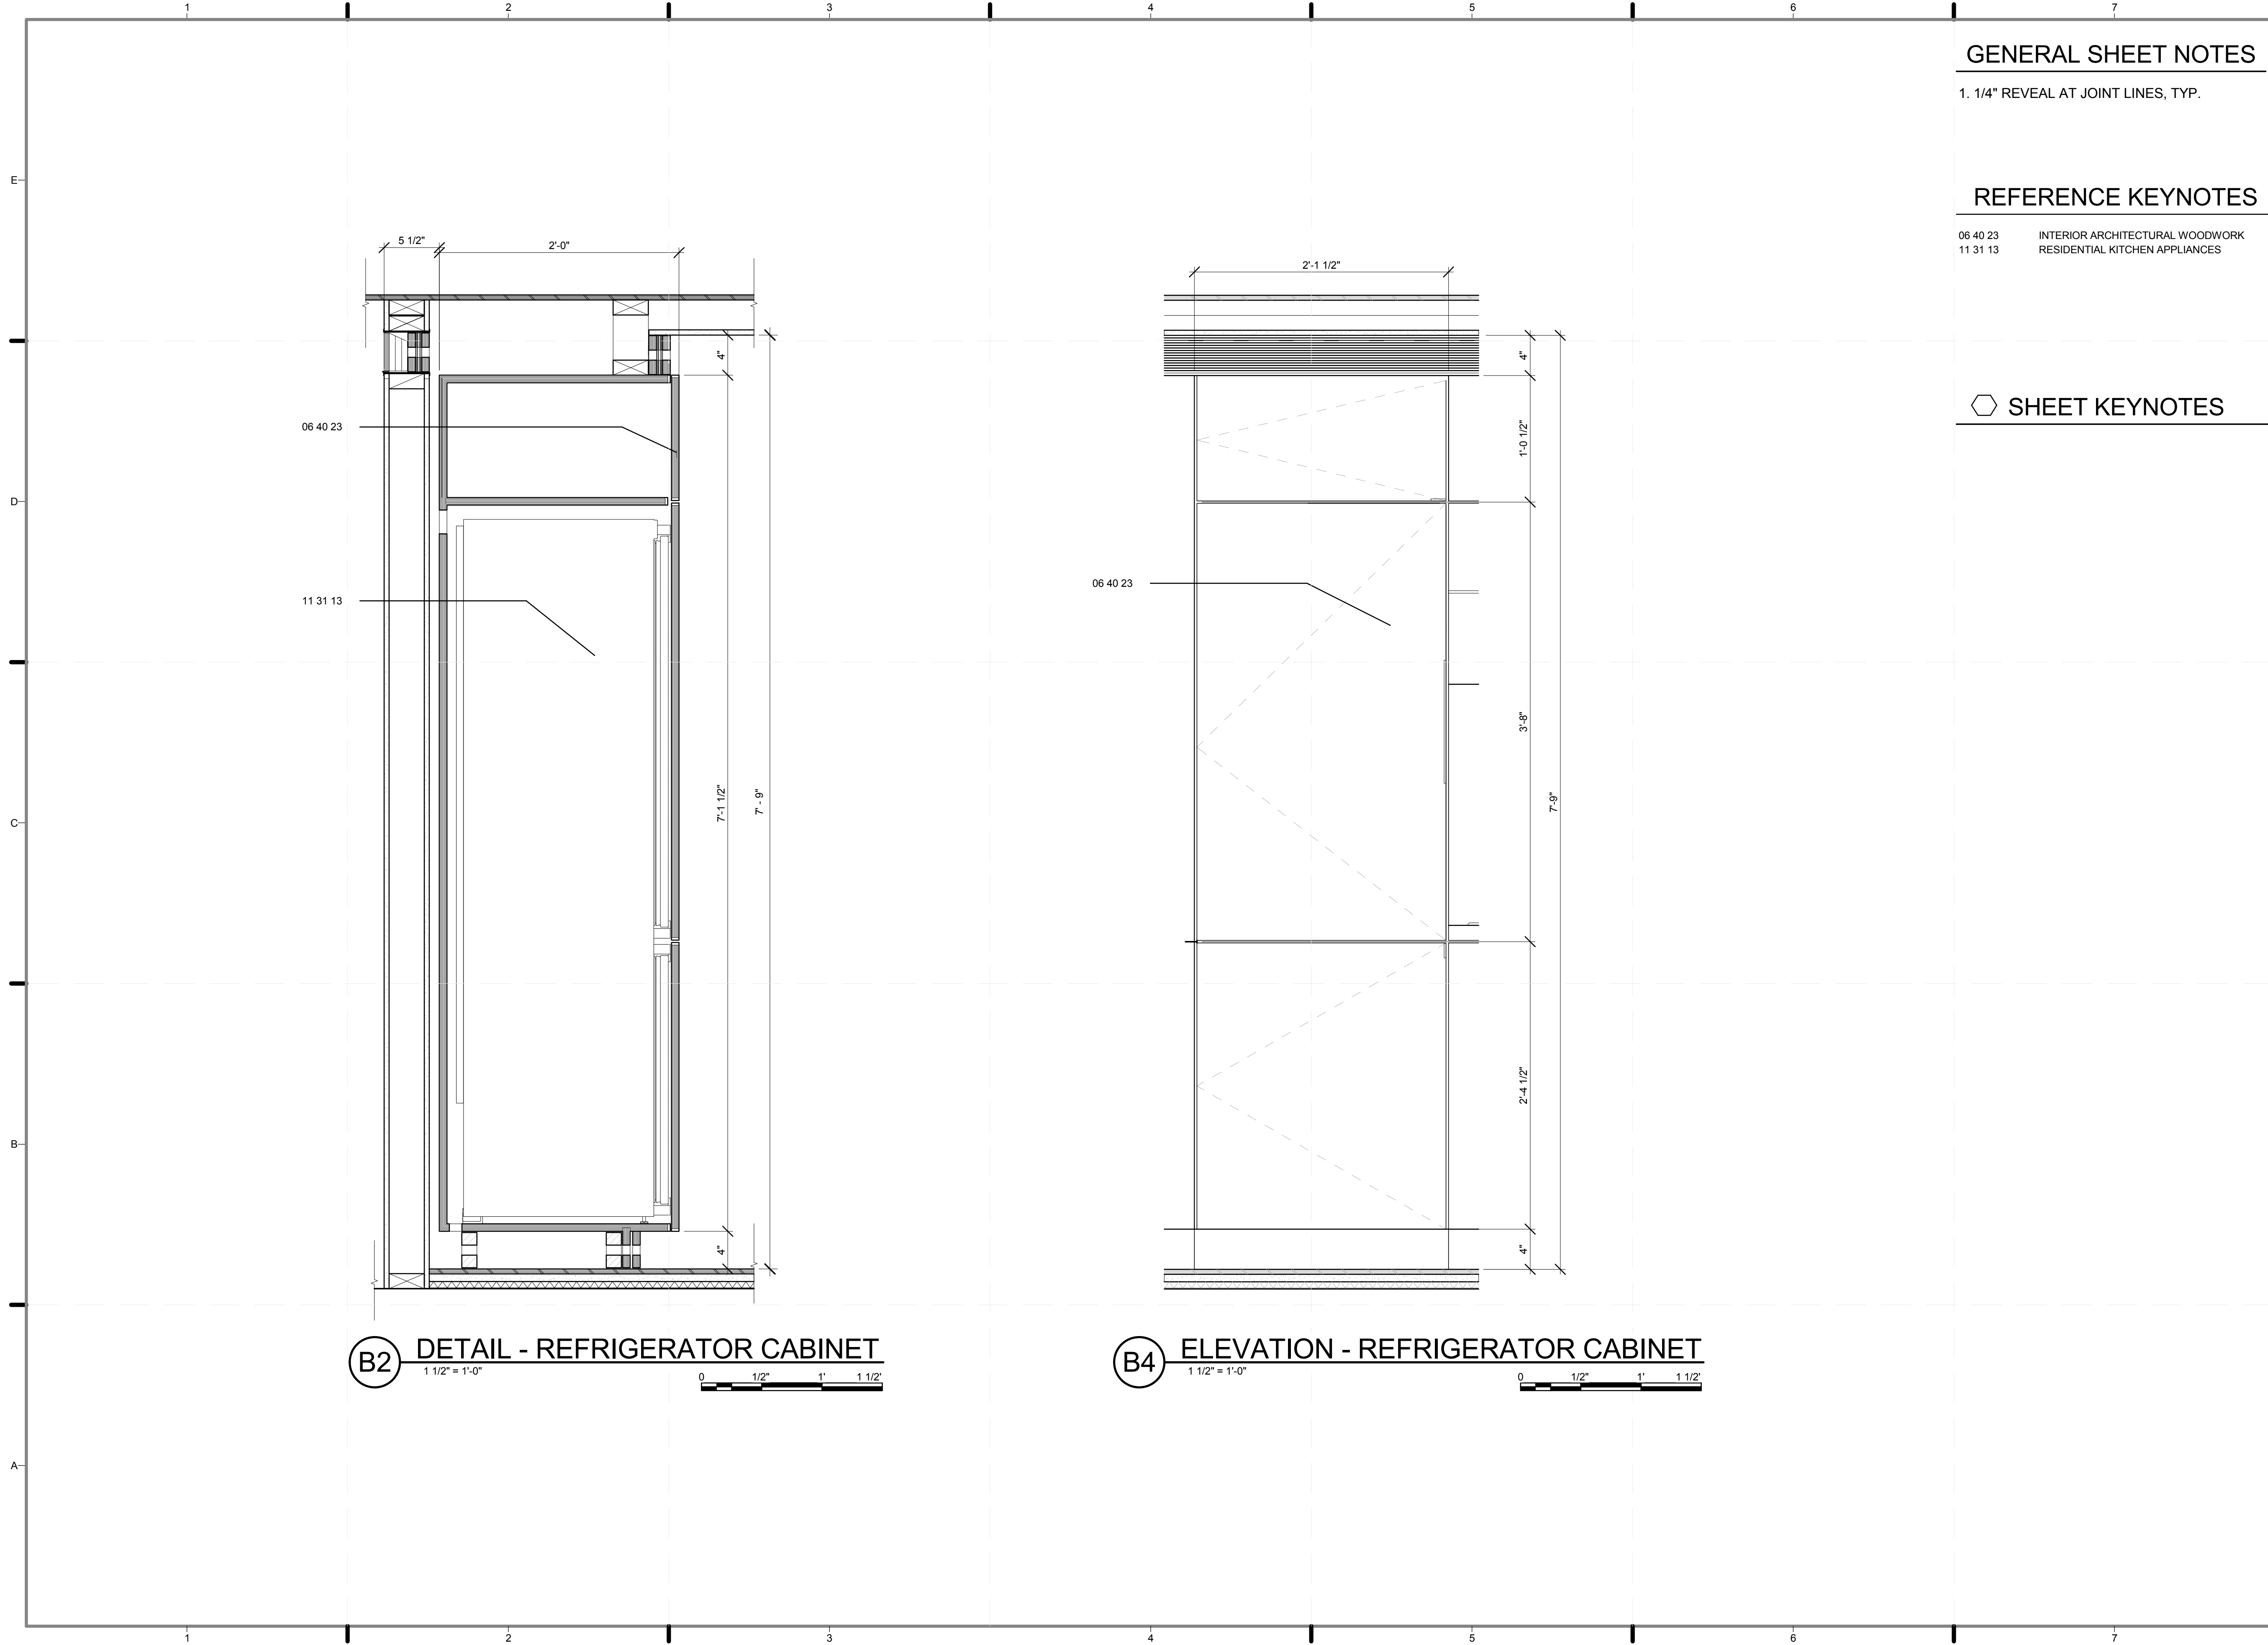 1 2 3 4 5 6 7
GENERAL SHEET NOTES
1. 1/4" REVEAL AT JOINT LINES, TYP.
E
REFERENCE KEYNOTES
06 40 23 INTERIOR ARCHITECTURAL WOODWORK
11 31 13 RESIDENTIAL KITCHEN APPLIANCES
SHEET KEYNOTES
5 1/2"
2'-0"
4"
06 40 23
11 31 13
7'-1 1/2"
7' - 9"
4"
2'-1 1/2"
4"
1'-0 1/2"
06 40 23
3'-8"
7'-9"
2'-4 1/2"
4"
D
C
B
A
B2 DETAIL - REFRIGERATOR CABINET
1 1/2" = 1'-0"
0 1/2" 1' 1 1/2'
B4 ELEVATION - REFRIGERATOR CABINET
1 1/2" = 1'-0"
0 1/2" 1' 1 1/2'
1 2 3 4 5 6 7